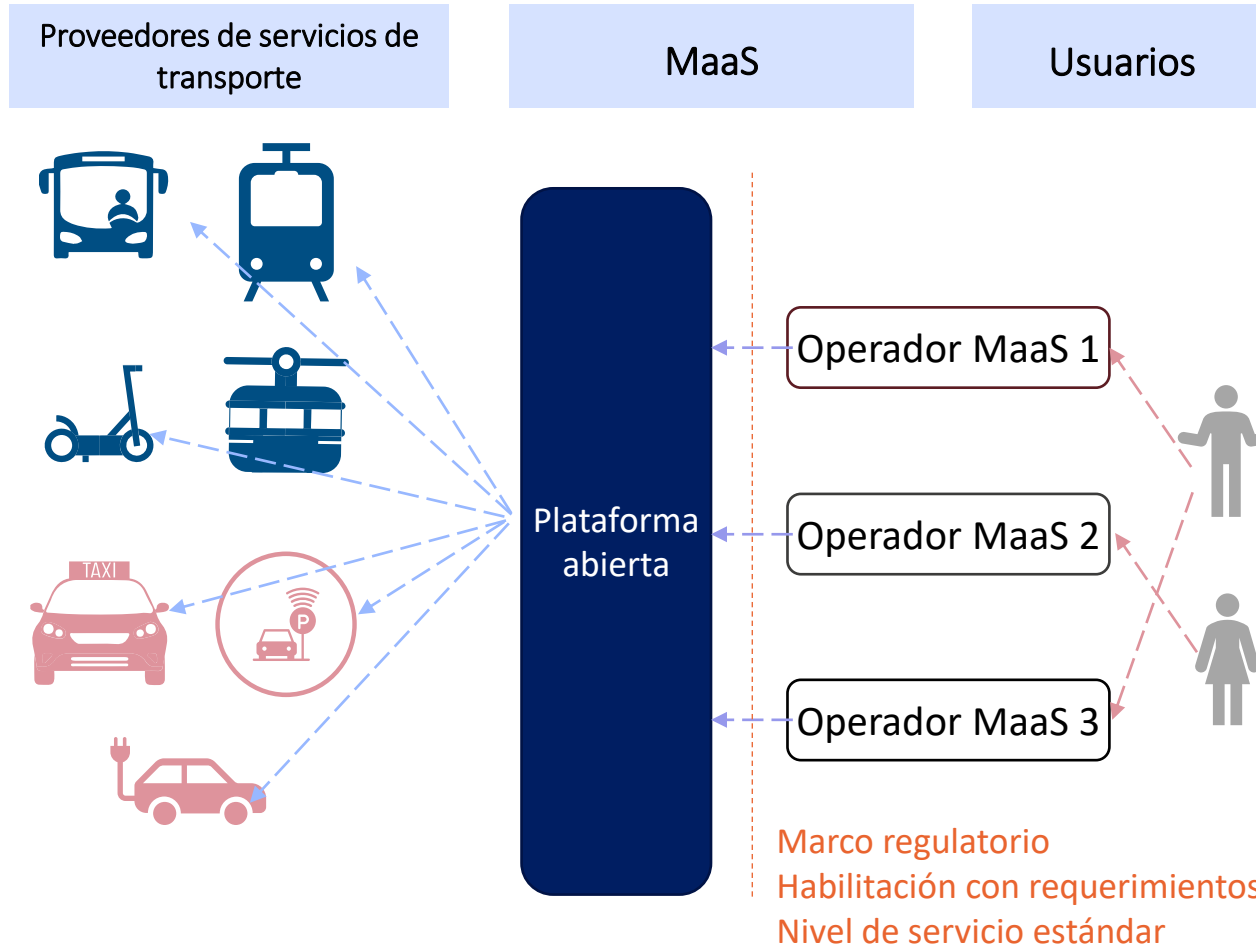 Proveedores de servicios de
transporte
MaaS
Usuarios
TAXI
P
Plataforma
abierta
Operador MaaS 1
Operador MaaS 2
Operador MaaS 3
Marco regulatorio
Habilitación con requerimientos
Nivel de servicio estándar